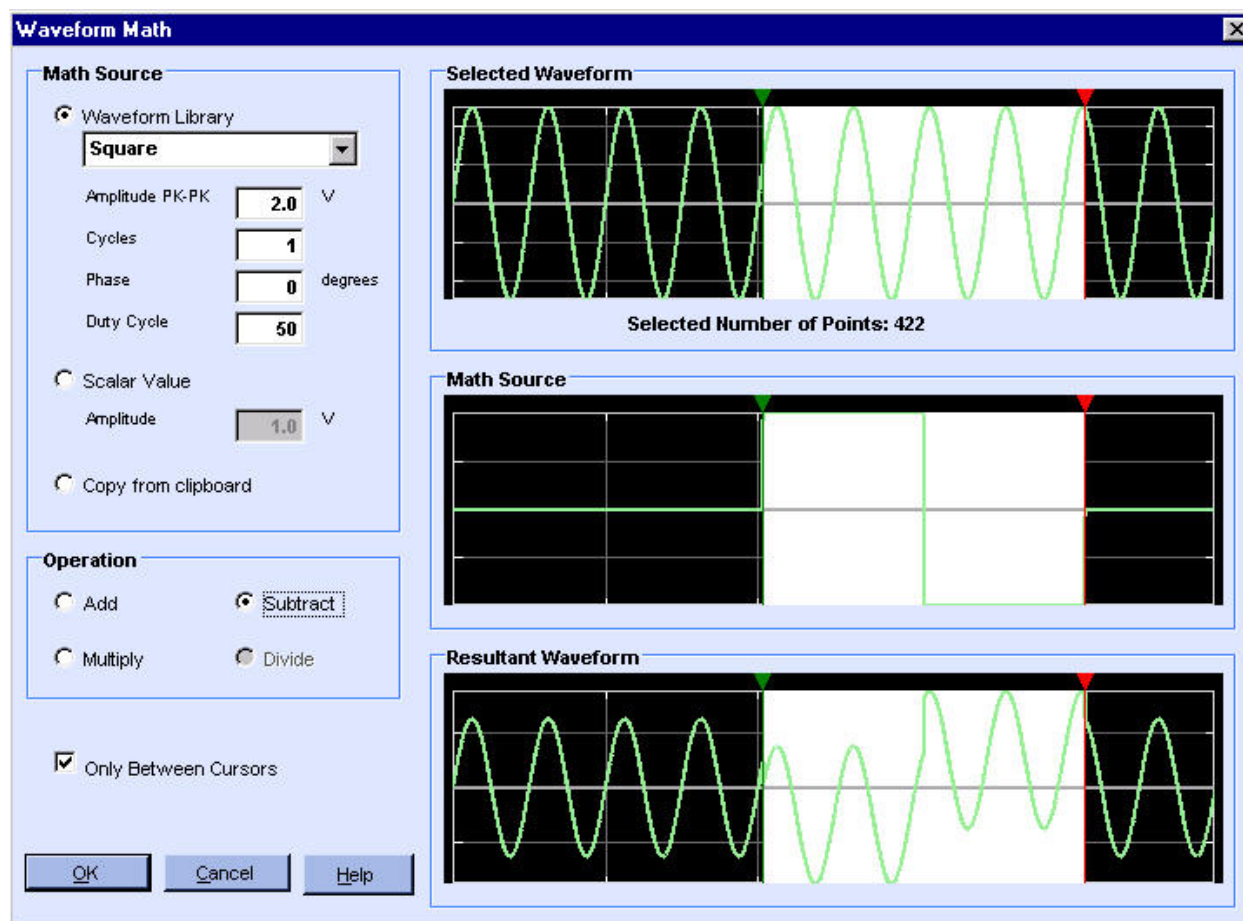 Waveform Math
Math Source
Waveform Library
Square
Amplitude PK-PK 2.0 V
Cycles 1
Phase 0 degrees
Duty Cycle 50
Scalar Value
Amplitude 1.0 V
Copy from clipboard
Operation
Add Subtract
Multiply Divide
Only Between Cursors
OK Cancel Help
Selected Waveform
Selected Number of Points: 422
Math Source
Resultant Waveform